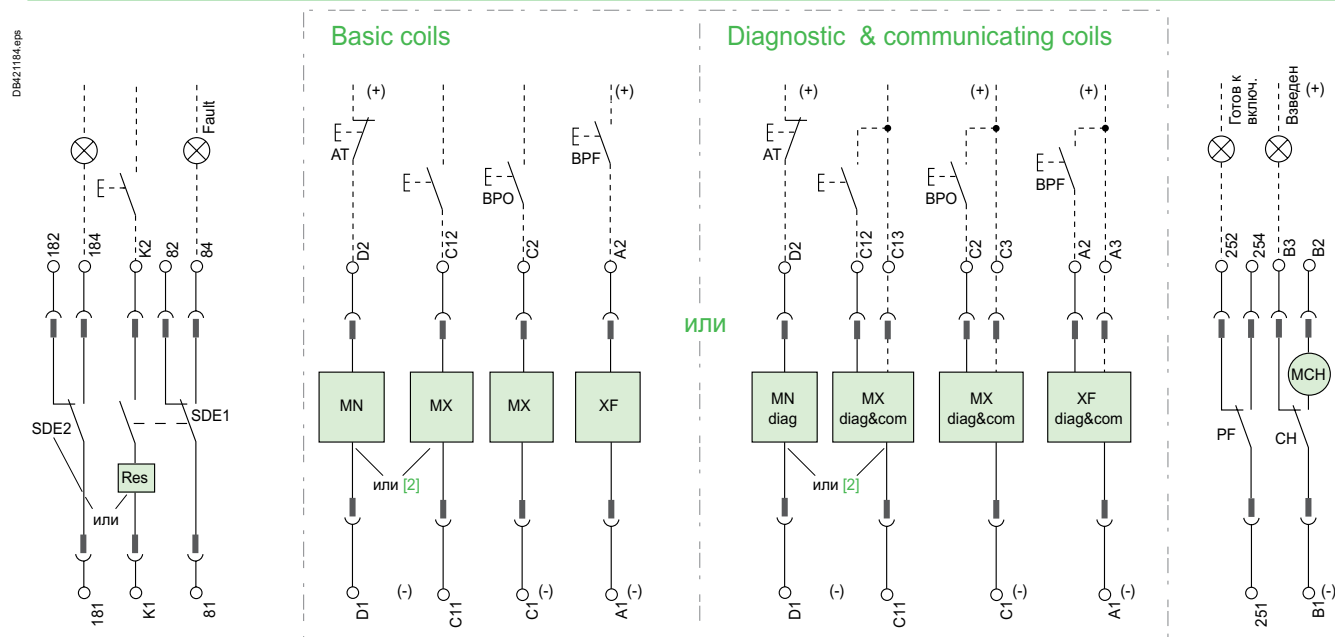 DB421184.eps
Basic coils
Diagnostic & communicating coils
Fault
(+)
(+)
(+)
(+)
(+)
Готов к
включ.
Взведен
(+)
AT
BPO
BPF
AT
BPO
BPF
182
184
K2
82
84
D2
C12
C2
A2
D2
C12
C13
C2
C3
A2
A3
252
254
B3
B2
или
MCH
SDE2
SDE1
MN
MX
MX
XF
MN
diag
MX
diag&com
MX
diag&com
XF
diag&com
PF
CH
Res
или
или [2]
или [2]
181
K1
81
D1
(-)
C11
C1
(-)
A1
(-)
D1
(-)
C11
C1
(-)
A1
(-)
251
B1
(-)